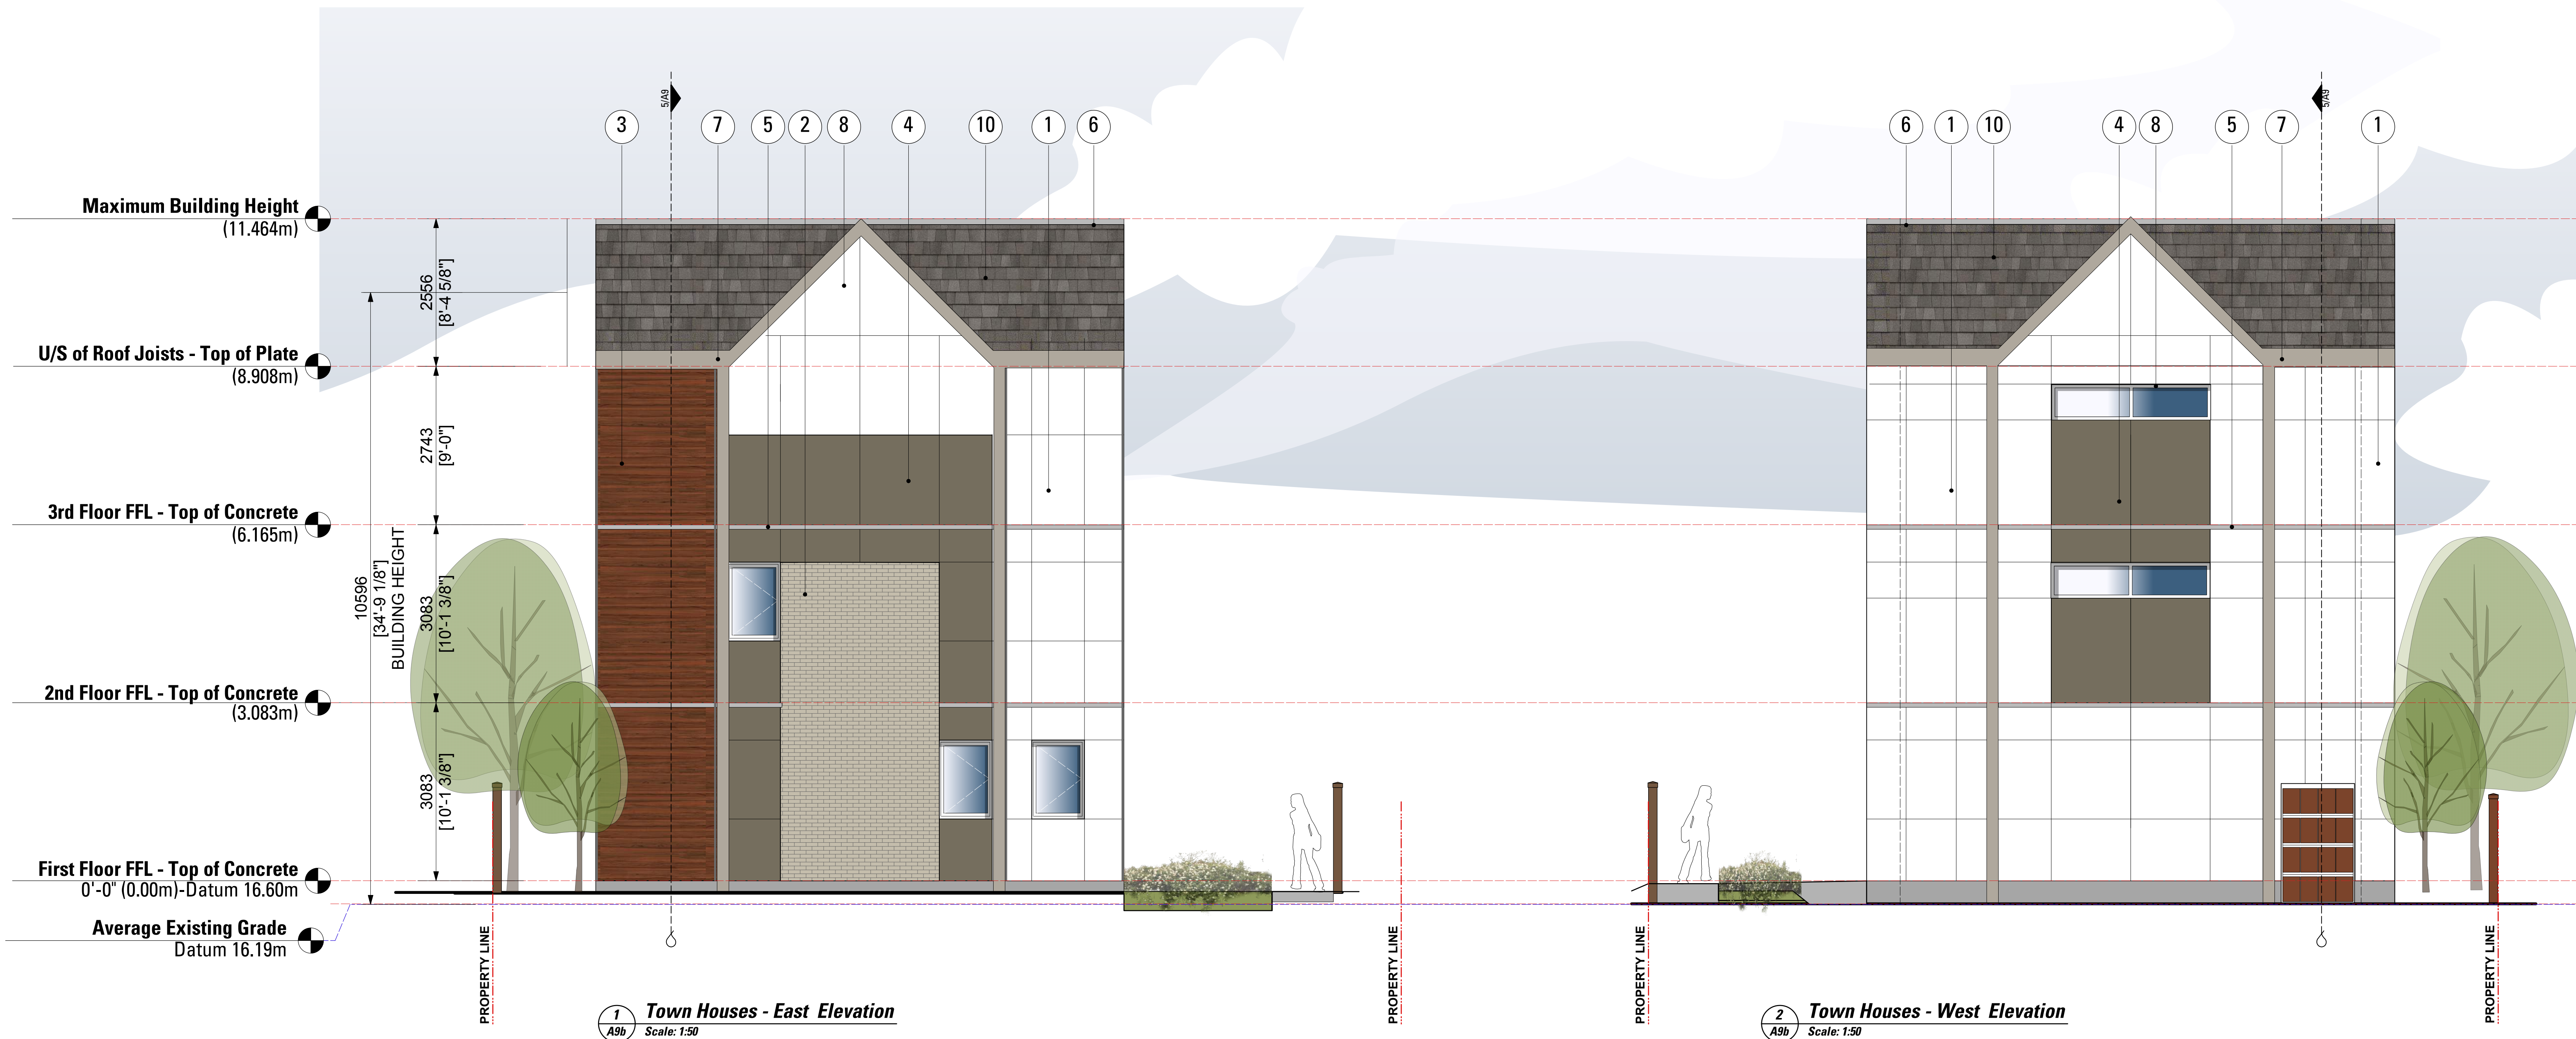 5/A9
5/A9
3 7 5 2 8 4 10 1 6
6 1 10 4 8 5 7 1
Maximum Building Height
(11.464m)
2556
[8'-4 5/8"]
U/S of Roof Joists - Top of Plate
(8.908m)
2743
[9'-0"]
3rd Floor FFL - Top of Concrete
(6.165m)
10596
[34'-9 1/8"]
BUILDING HEIGHT
3083
[10'-1 3/8"]
2nd Floor FFL - Top of Concrete
(3.083m)
3083
[10'-1 3/8"]
First Floor FFL - Top of Concrete
0'-0" (0.00m)-Datum 16.60m
Average Existing Grade
Datum 16.19m
PROPERTY LINE
PROPERTY LINE
PROPERTY LINE
PROPERTY LINE
1
A9b
Town Houses - East Elevation
Scale: 1:50
2
A9b
Town Houses - West Elevation
Scale: 1:50